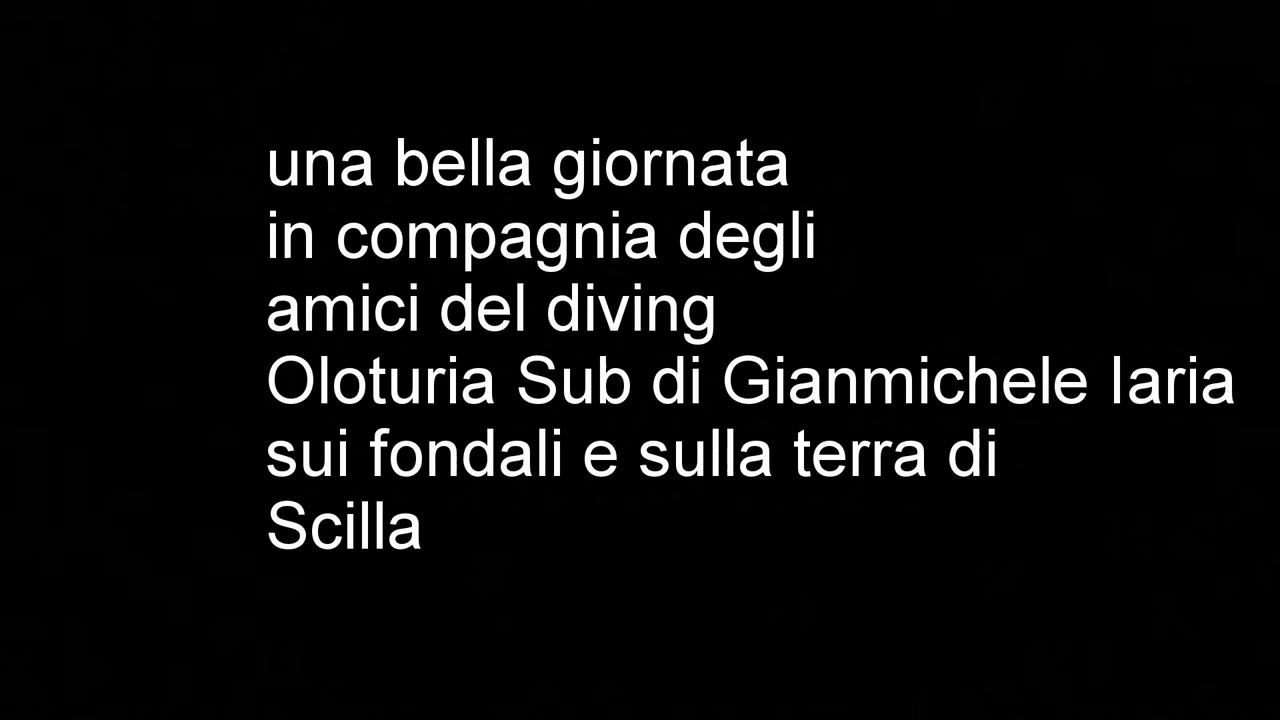 una bella giornata
in compagnia degli
amici del diving
Oloturia Sub di Gianmichele Iaria
sui fondali e sulla terra di
Scilla